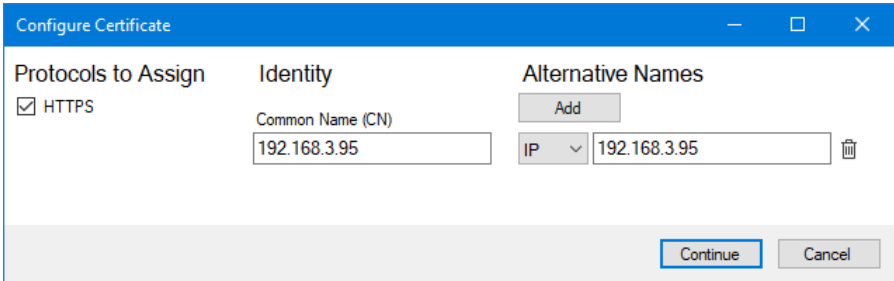 Configure Certificate
Protocols to Assign
HTTPS
Identity
Common Name (CN)
192.168.3.95
Alternative Names
Add
IP 192.168.3.95
Continue Cancel